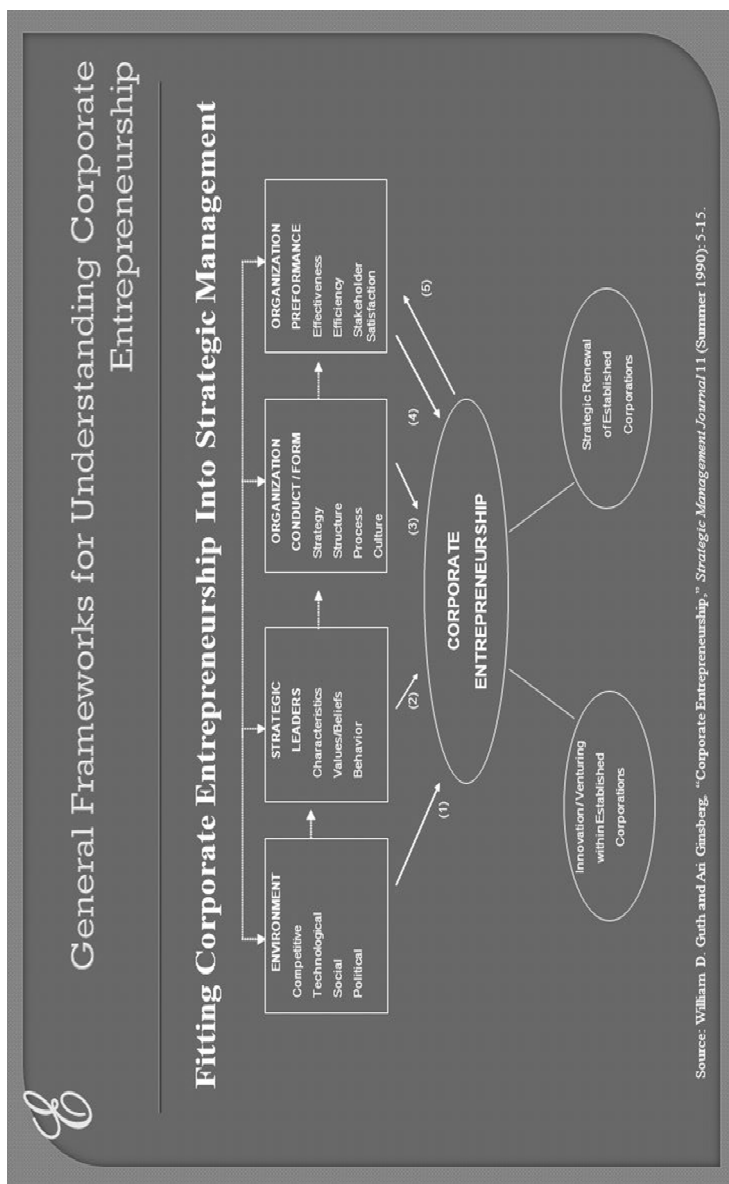 E
General Frameworks for Understanding Corporate
Entrepreneurship
Fitting Corporate Entrepreneurship Into Strategic Management
ENVIRONMENT
Competitive
Technological
Social
Political
STRATEGIC
LEADERS
Characteristics
Values/Beliefs
Behavior
ORGANIZATION
CONDUCT / FORM
Strategy
Structure
Process
Culture
ORGANIZATION
PREFORMANCE
Effectiveness
Efficiency
Stakeholder
Satisfaction
(1)
(2)
(3)
(4)
(5)
CORPORATE
ENTREPRENEURSHIP
Innovation / Venturing
within Established
Corporations
Strategic Renewal
of Established
Corporations
Source: William D. Guth and Ari Ginsberg, “Corporate Entrepreneurship,” Strategic Management Journal 11 (Summer 1990): 5-15.